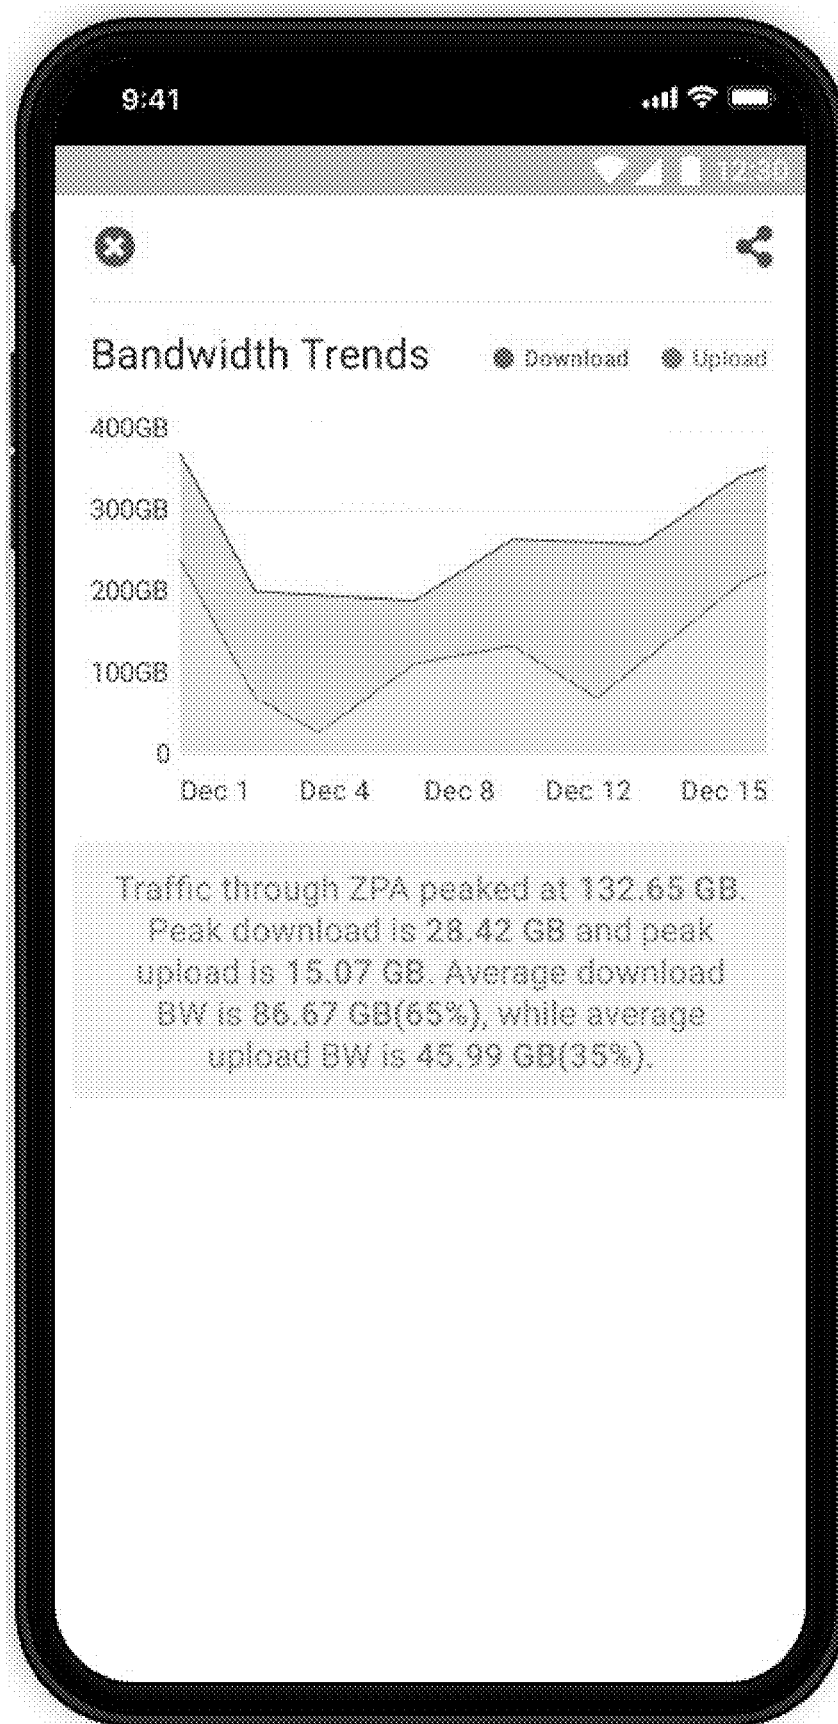 9:41
12:30
Bandwidth Trends
Download
Upload
400GB
300GB
200GB
100GB
0
Dec 1 Dec 4 Dec 8 Dec 12 Dec 15
Traffic through ZPA peaked at 132.65 GB.
Peak download is 28.42 GB and peak
upload is 15.07 GB. Average download
BW is 86.67 GB(65%), while average
upload BW is 45.99 GB(35%).